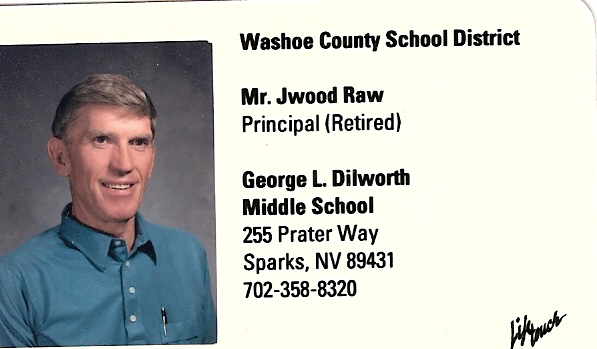 Washoe County School District
Mr. Jwood Raw
Principal (Retired)
George L. Dilworth
Middle School
255 Prater Way
Sparks, NV 89431
702-358-8320
Lifetouch